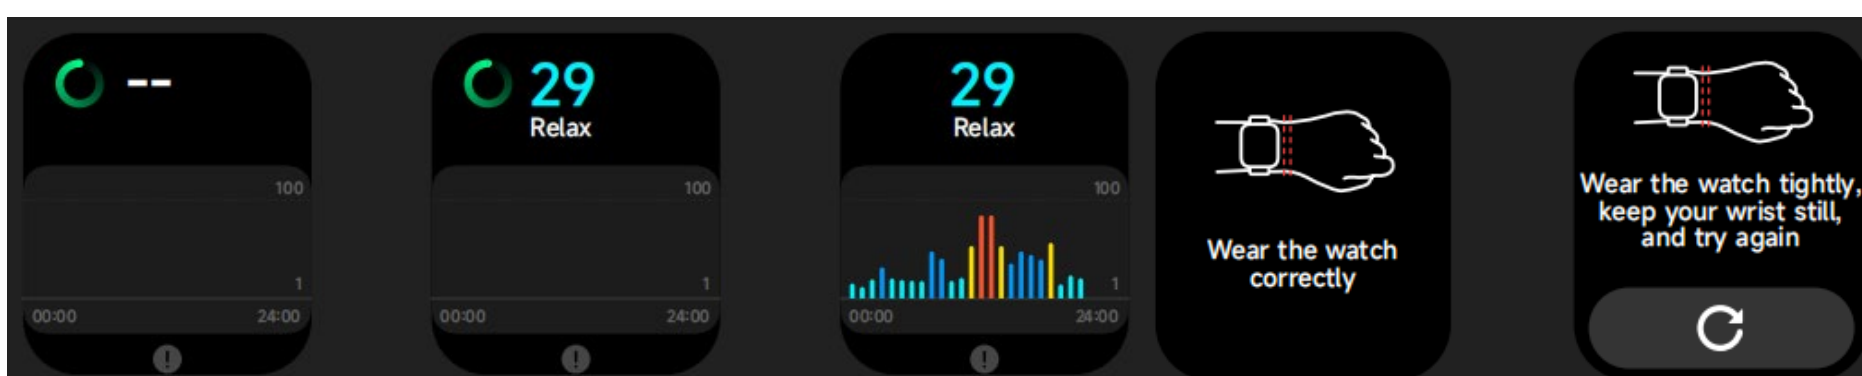 --
100
1
00:00 24:00
!
29
Relax
100
1
00:00 24:00
!
29
Relax
100
1
00:00 24:00
!
Wear the watch
correctly
Wear the watch tightly,
keep your wrist still,
and try again